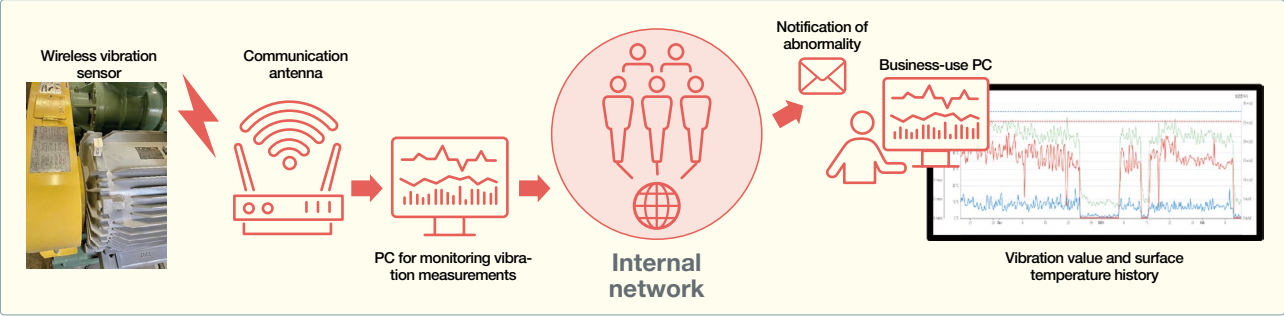 Wireless vibration
sensor
Communication
antenna
PC for monitoring vibra-
tion measurements
Internal
network
Notification of
abnormality
Business-use PC
Vibration value and surface
temperature history